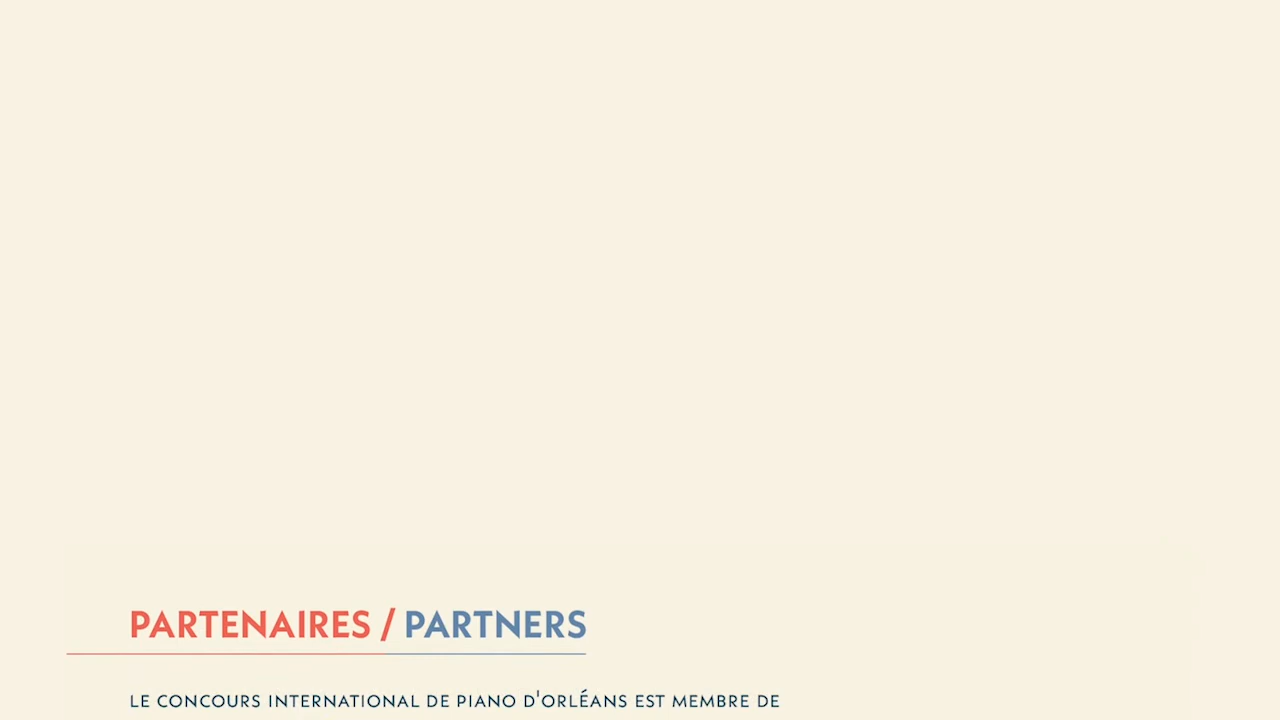 PARTENAIRES / PARTNERS
LE CONCOURS INTERNATIONAL DE PIANO D'ORLÉANS EST MEMBRE DE